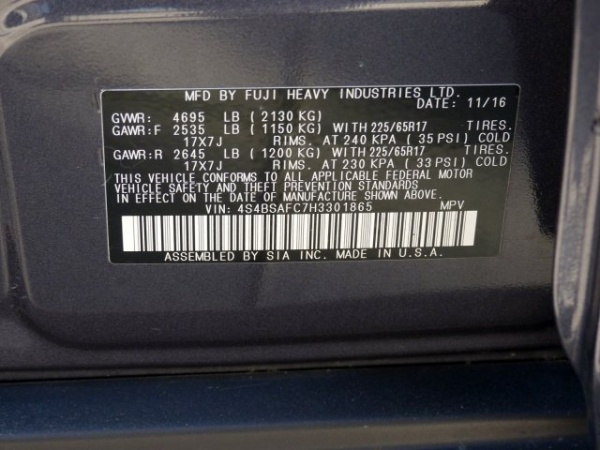 MFD BY FUJI HEAVY INDUSTRIES LTD.
DATE: 11/16
GVWR: 4695 LB ( 2130 KG)
GAWR: F 2535 LB ( 1150 KG) WITH 225/65R17 TIRES.
17X7J RIMS. AT 240 KPA ( 35 PSI) COLD
GAWR: R 2645 LB ( 1200 KG) WITH 225/65R17 TIRES.
17X7J RIMS. AT 230 KPA ( 33 PSI) COLD
THIS VEHICLE CONFORMS TO ALL APPLICABLE FEDERAL MOTOR
VEHICLE SAFETY AND THEFT PREVENTION STANDARDS
IN EFFECT ON THE DATE OF MANUFACTURE SHOWN ABOVE.
VIN: 4S4BSAFC7H3301865 MPV
ASSEMBLED BY SIA INC. MADE IN U.S.A.